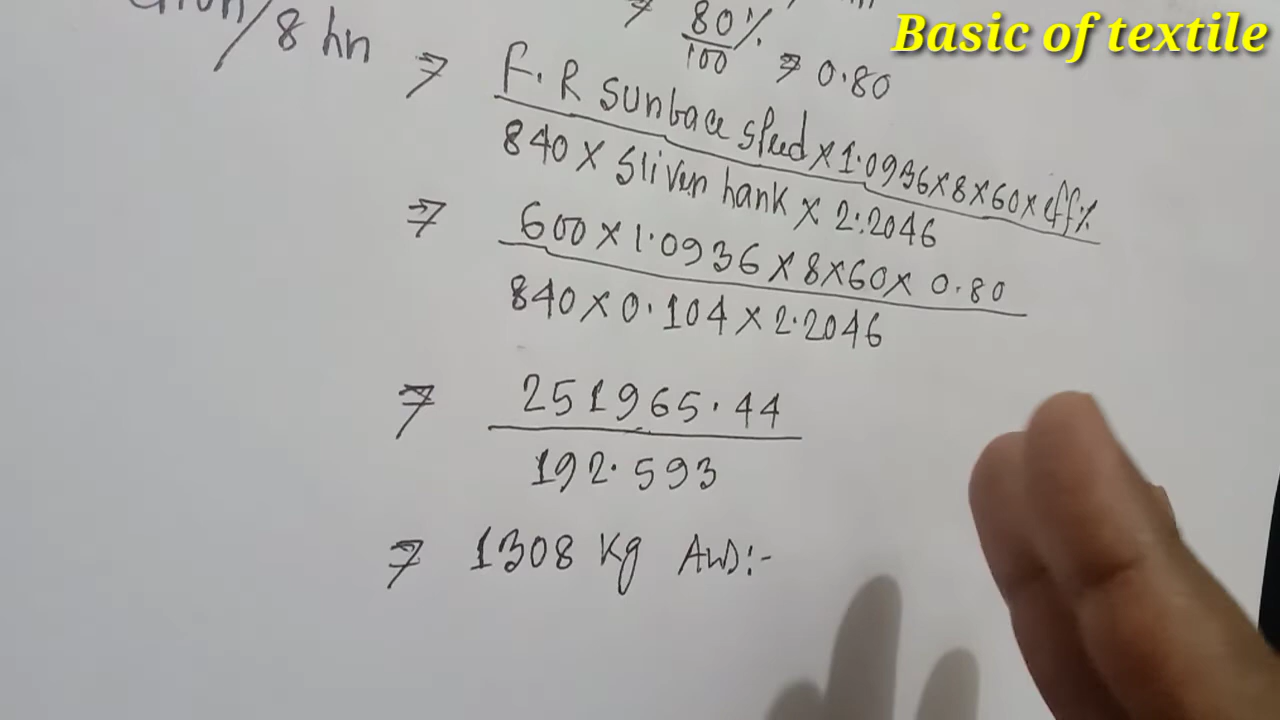 Basic of textile
80%
100
⇒ 0.80
/8 hr
⇒ F.R Surface speed × 1.0936 × 8 × 60 × eff%
840 × Sliver hank × 2.2046
⇒ 600 × 1.0936 × 8 × 60 × 0.80
840 × 0.104 × 2.2046
⇒ 251965.44
192.593
⇒ 1308 Kg Ans:-